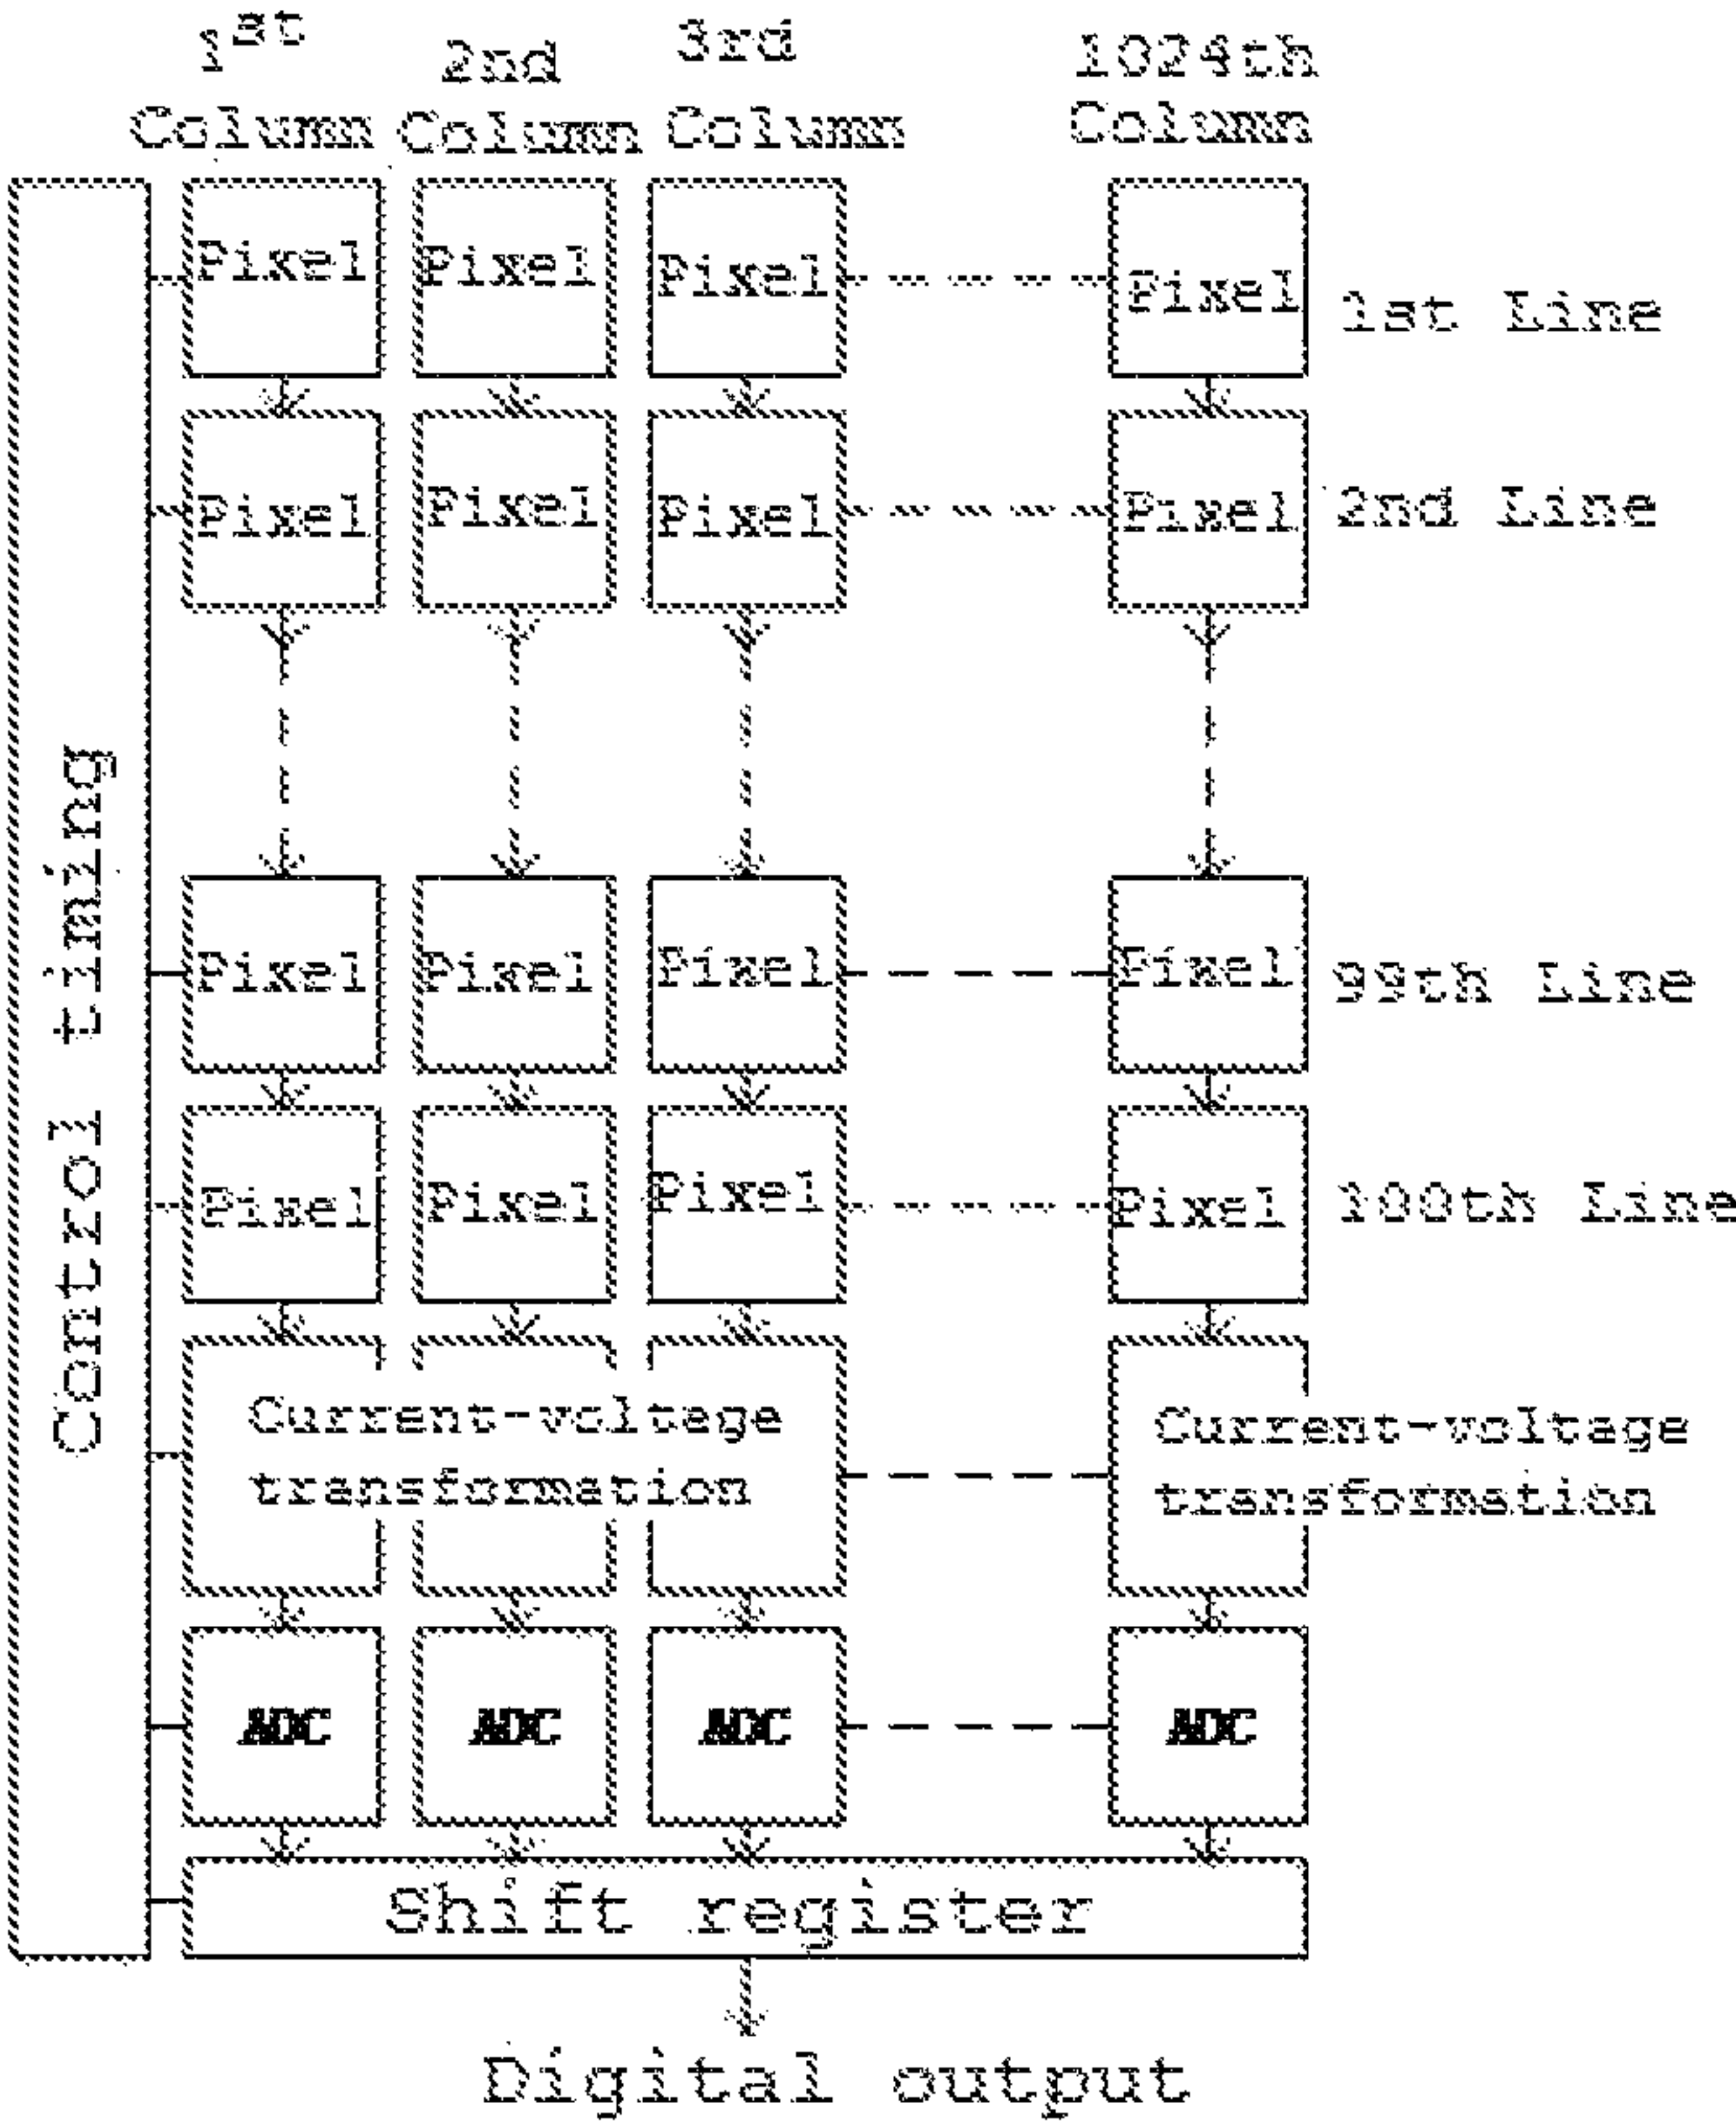 1st
Column
2nd
Column
3rd
Column
1024th
Column
Pixel Pixel Pixel Pixel 1st Line
Pixel Pixel Pixel Pixel 2nd Line
Pixel Pixel Pixel Pixel 99th Line
Pixel Pixel Pixel Pixel 100th Line
Control timing
Current-voltage
transformation
Current-voltage
transformation
ADC ADC ADC ADC
Shift register
Digital output